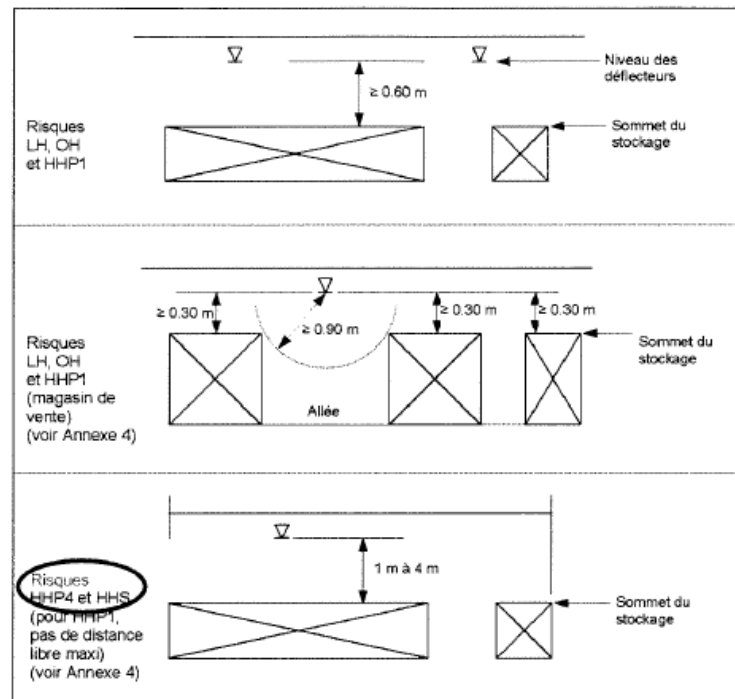 Niveau des
déflecteurs
≥ 0.60 m
Risques
LH, OH
et HHP1
Sommet du
stockage
≥ 0.30 m
≥ 0.90 m
≥ 0.30 m
≥ 0.30 m
Risques
LH, OH
et HHP1
(magasin de
vente)
(voir Annexe 4)
Sommet du
stockage
Allée
1 m à 4 m
Risques
HHP4 et HHS
(pour HHP1,
pas de distance
libre maxi)
(voir Annexe 4)
Sommet du
stockage